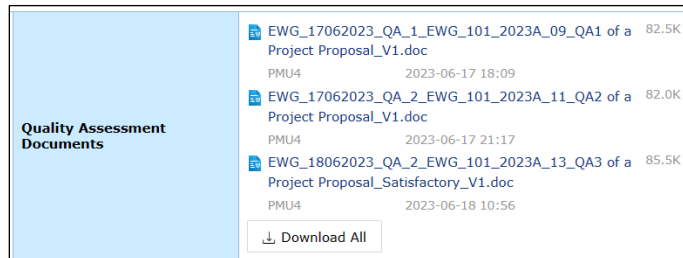 EWG_17062023_QA_1_EWG_101_2023A_09_QA1 of a 82.5K
Project Proposal_V1.doc
PMU4 2023-06-17 18:09
EWG_17062023_QA_2_EWG_101_2023A_11_QA2 of a 82.0K
Project Proposal_V1.doc
PMU4 2023-06-17 21:17
Quality Assessment
Documents
EWG_18062023_QA_2_EWG_101_2023A_13_QA3 of a 85.5K
Project Proposal_Satisfactory_V1.doc
PMU4 2023-06-18 10:56
Download All